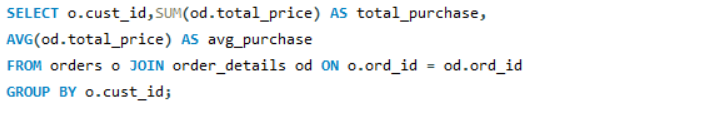 SELECT o.cust_id,SUM(od.total_price) AS total_purchase,
AVG(od.total_price) AS avg_purchase
FROM orders o JOIN order_details od ON o.ord_id = od.ord_id
GROUP BY o.cust_id;